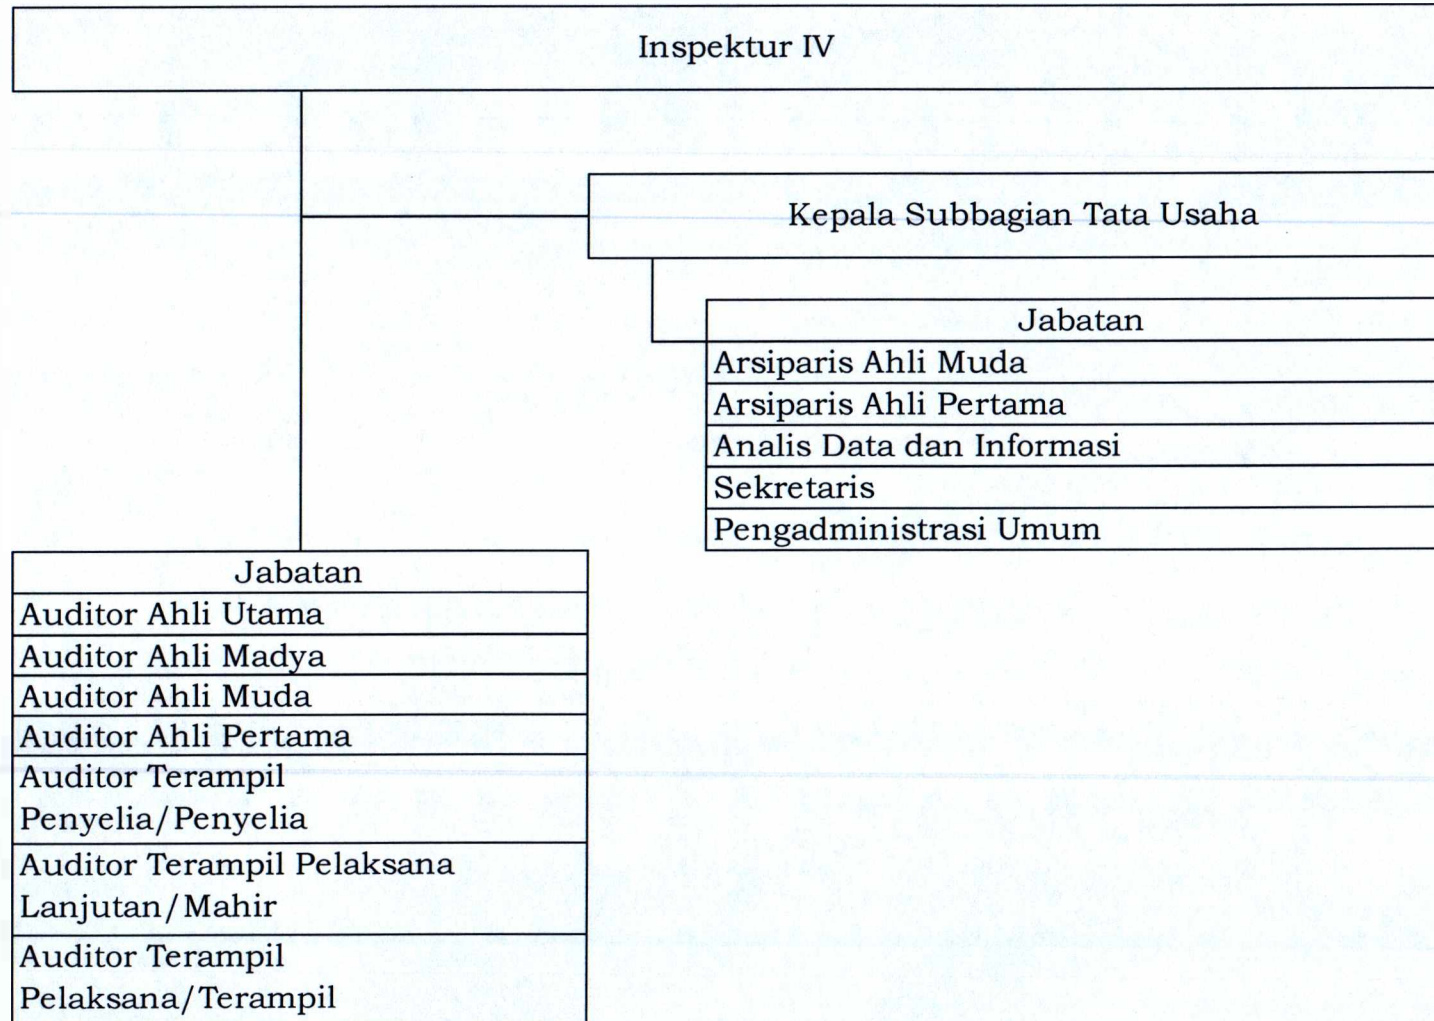 Inspektur IV
Kepala Subbagian Tata Usaha
Jabatan
Arsiparis Ahli Muda
Arsiparis Ahli Pertama
Analis Data dan Informasi
Sekretaris
Pengadministrasi Umum
Jabatan
Auditor Ahli Utama
Auditor Ahli Madya
Auditor Ahli Muda
Auditor Ahli Pertama
Auditor Terampil
Penyelia/Penyelia
Auditor Terampil Pelaksana
Lanjutan/Mahir
Auditor Terampil
Pelaksana/Terampil